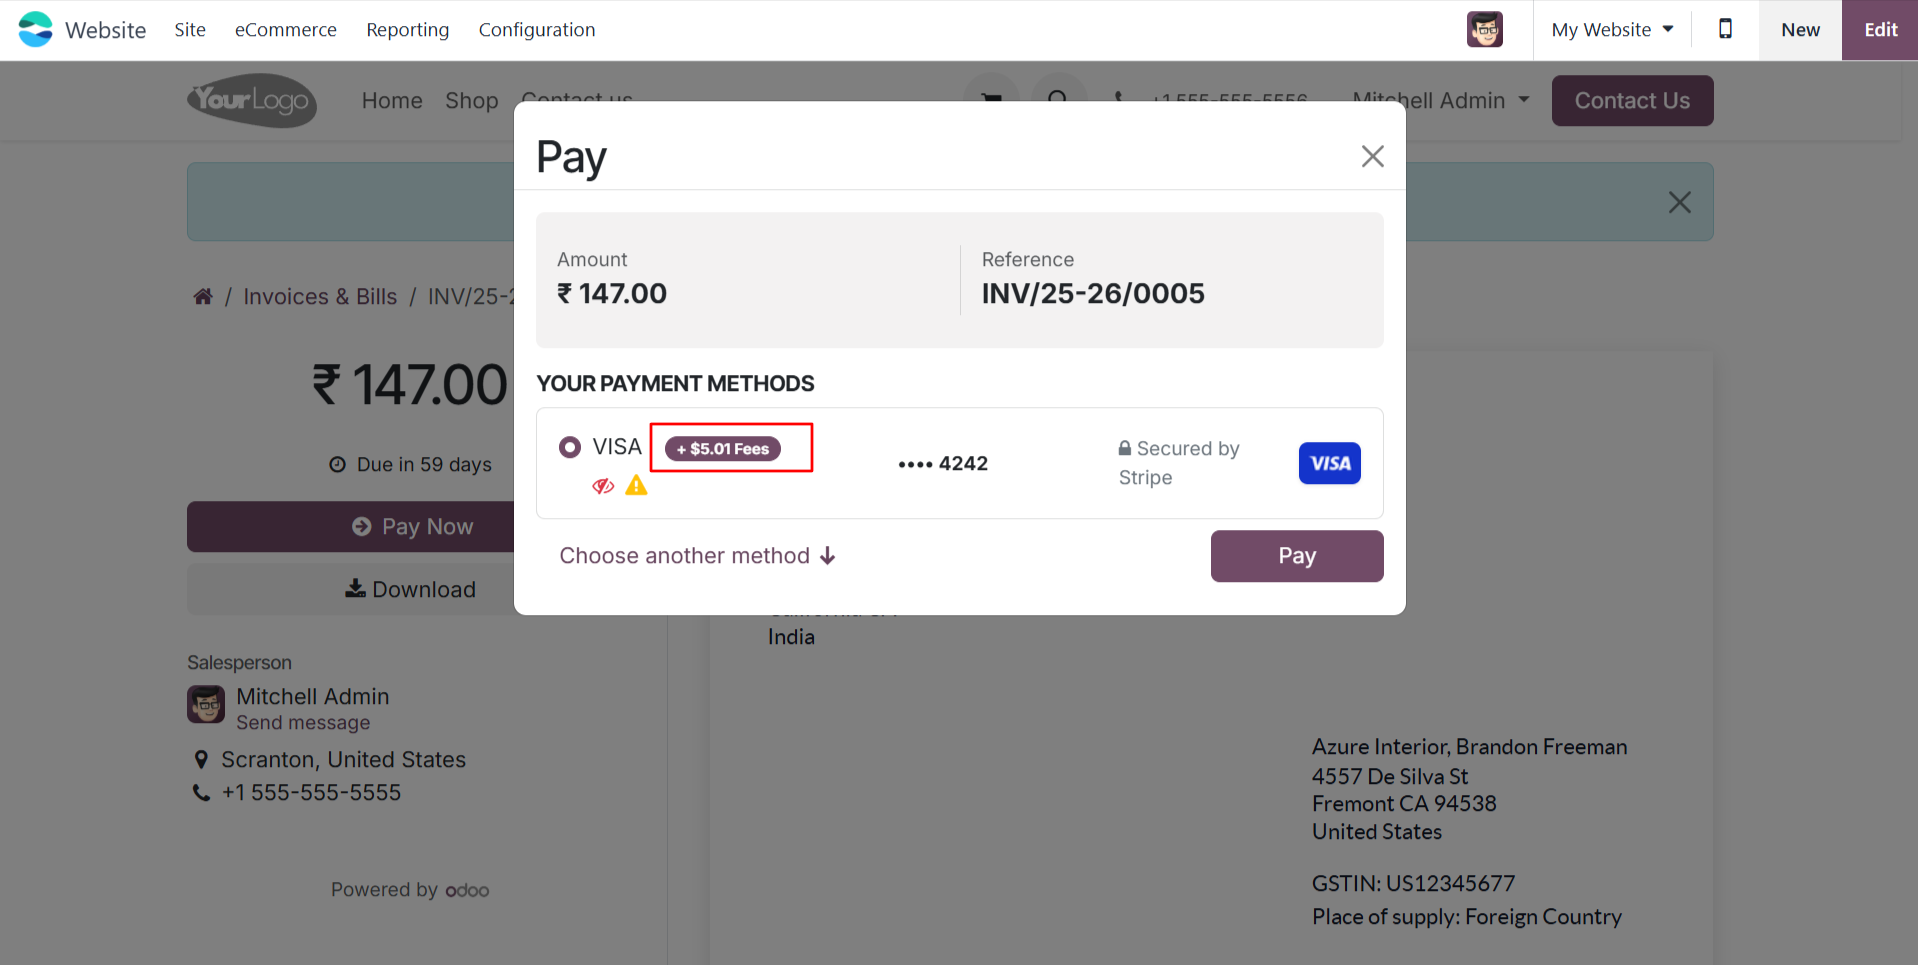 Website Site eCommerce Reporting Configuration My Website New Edit
YourLogo Home Shop Contact us +1 555-555-5556 Mitchell Admin Contact Us
Pay
Amount
₹ 147.00
Reference
INV/25-26/0005
YOUR PAYMENT METHODS
VISA + $5.01 Fees
•••• 4242
Secured by
Stripe
VISA
Choose another method
Pay
/ Invoices & Bills / INV/25-2
₹ 147.00
Due in 59 days
Pay Now
Download
Salesperson
Mitchell Admin
Send message
Scranton, United States
+1 555-555-5555
Powered by odoo
India
Azure Interior, Brandon Freeman
4557 De Silva St
Fremont CA 94538
United States
GSTIN: US12345677
Place of supply: Foreign Country